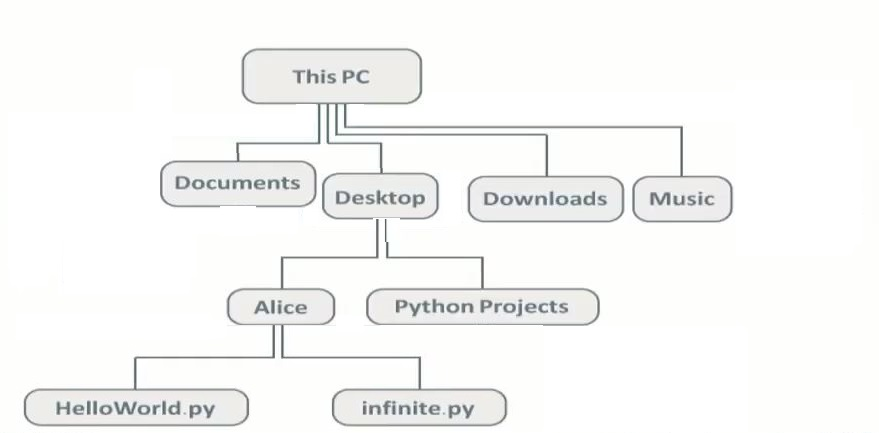 This PC
Documents
Desktop
Downloads
Music
Alice
Python Projects
HelloWorld.py
infinite.py